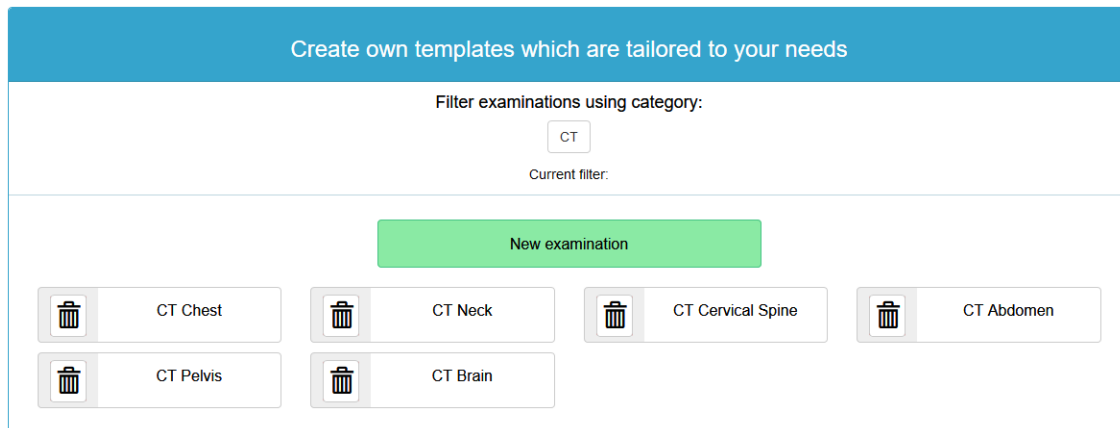 Create own templates which are tailored to your needs
Filter examinations using category:
CT
Current filter:
New examination
CT Chest
CT Neck
CT Cervical Spine
CT Abdomen
CT Pelvis
CT Brain